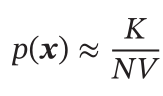 p(x) ≈ K/NV